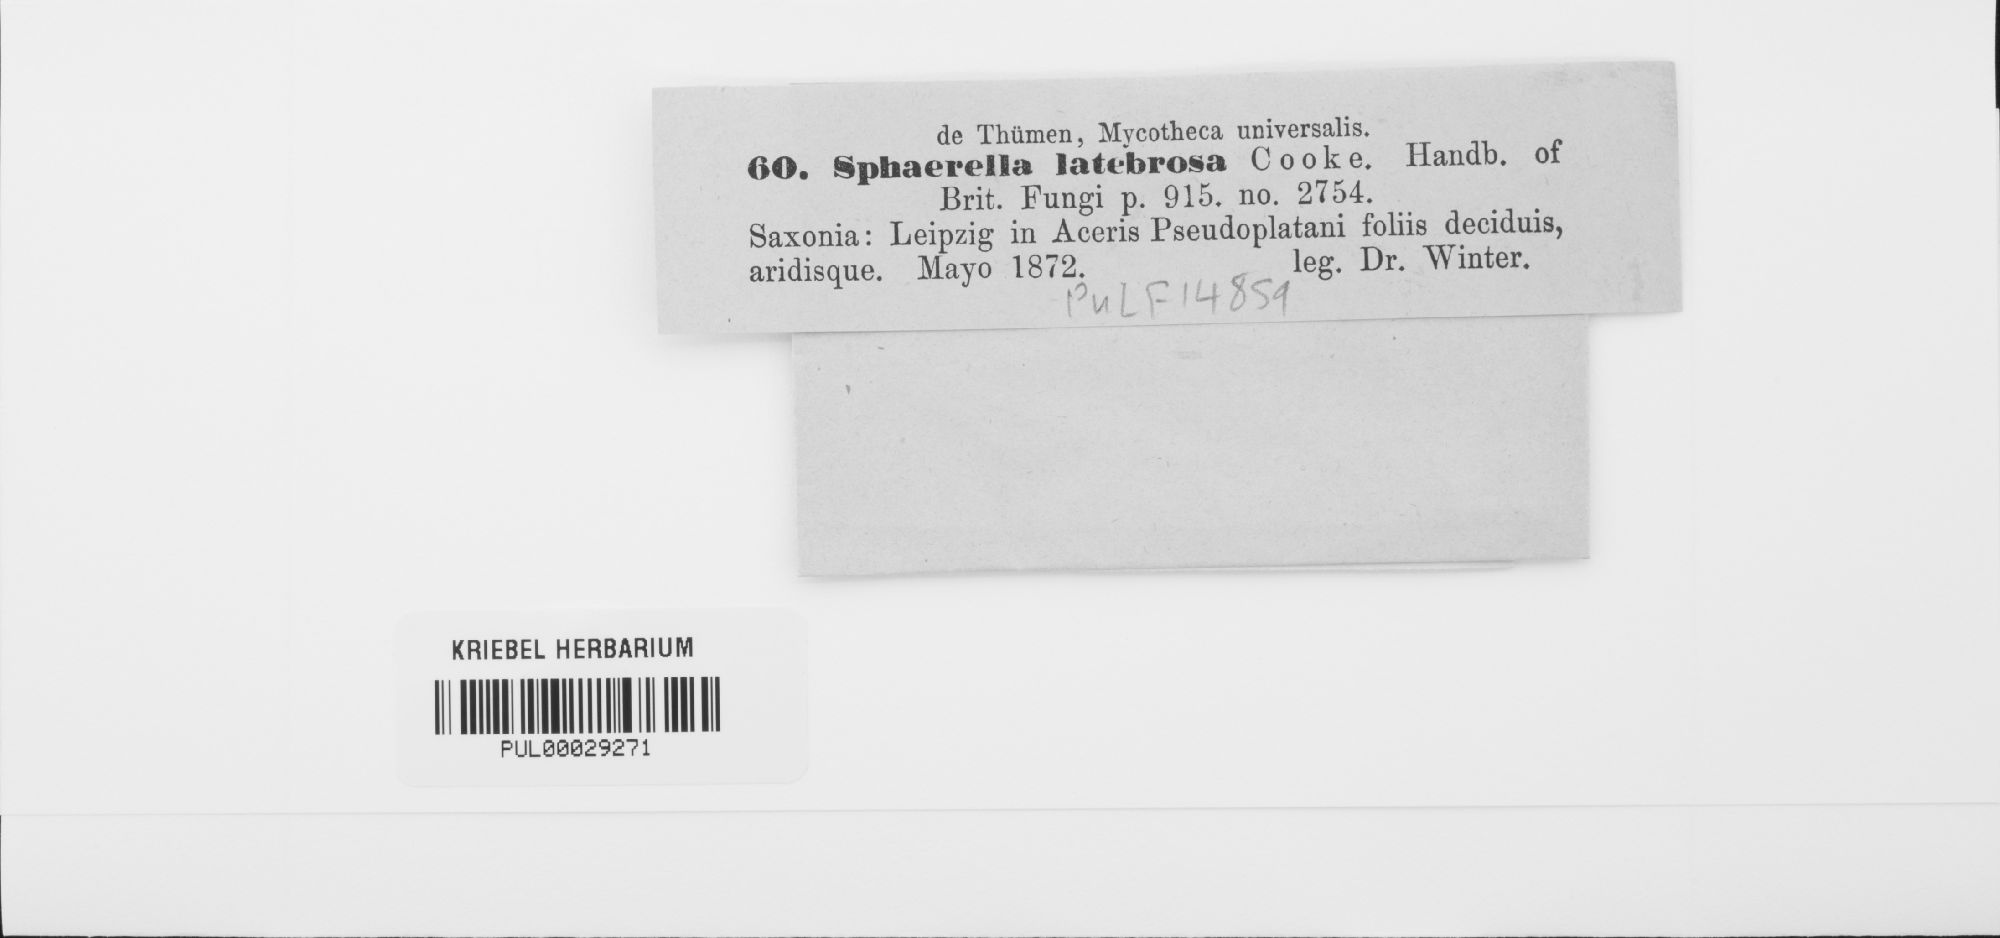 de Thümen, Mycotheca universalis.
60. Sphaerella latebrosa Cooke. Handb. of
Brit. Fungi p. 915. no. 2754.
Saxonia: Leipzig in Aceris Pseudoplatani foliis deciduis,
aridisque. Mayo 1872. leg. Dr. Winter.
PuLF14859
KRIEBEL HERBARIUM
PUL00029271